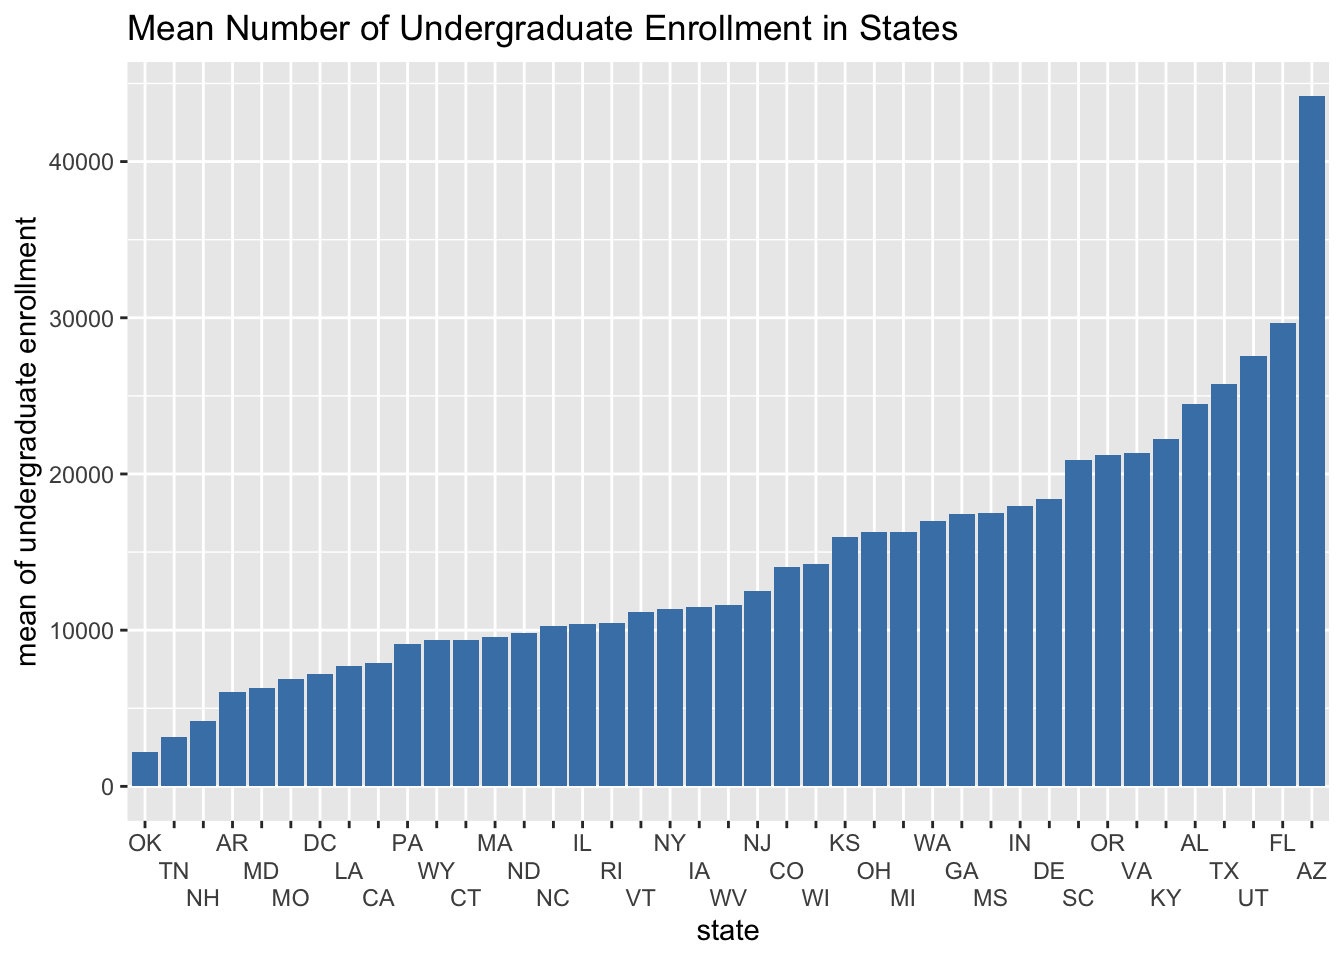 Mean Number of Undergraduate Enrollment in States
mean of undergraduate enrollment
40000
30000
20000
10000
0
OK AR DC PA MA IL NY NJ KS WA IN OR AL FL
TN MD LA WY ND RI IA CO OH GA DE VA TX AZ
NH MO CA CT NC VT WV WI MI MS SC KY UT
state